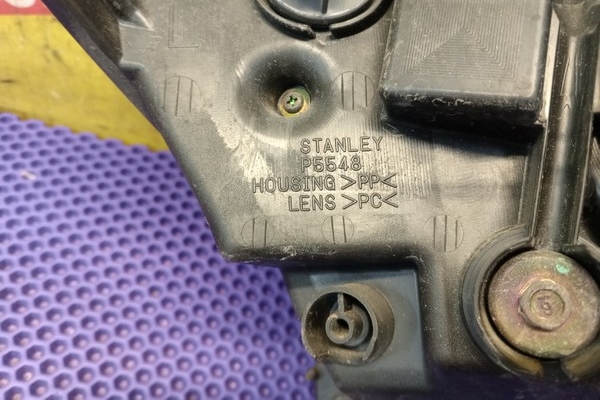 L
STANLEY
P5548
HOUSING >PP<
LENS >PC<